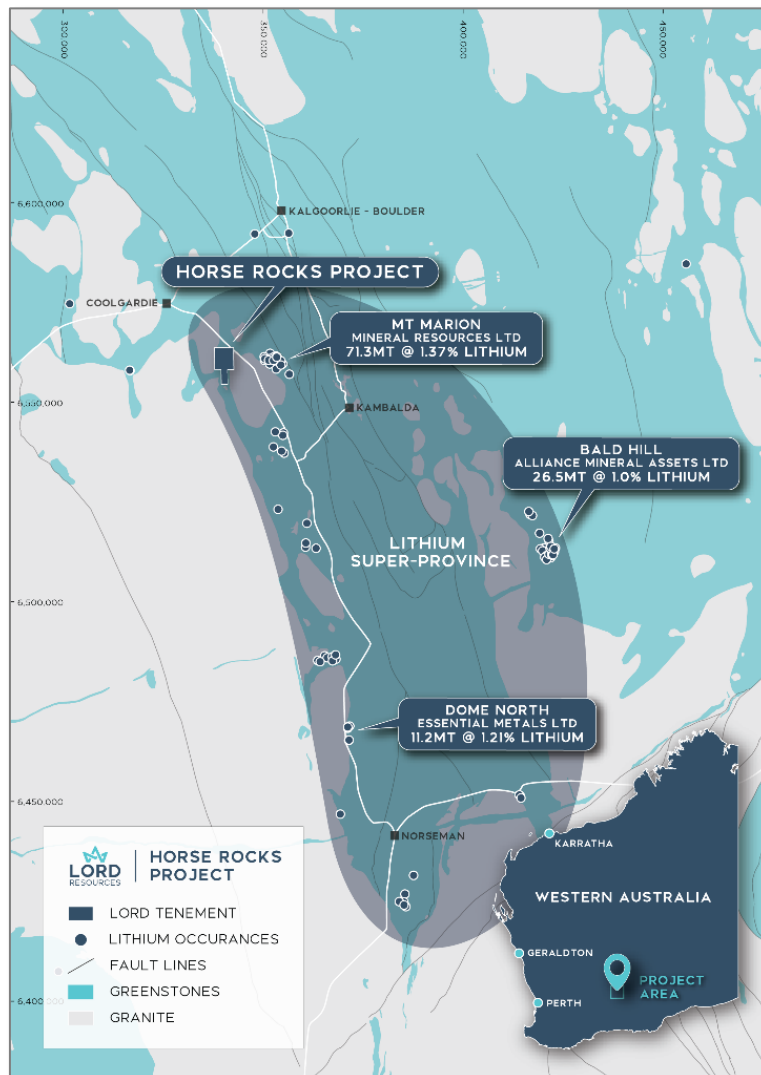 300,000
350,000
400,000
450,000
6,600,000
6,550,000
6,500,000
6,450,000
6,400,000
KALGOORLIE - BOULDER
HORSE ROCKS PROJECT
COOLGARDIE
MT MARION
MINERAL RESOURCES LTD
71.3MT @ 1.37% LITHIUM
KAMBALDA
BALD HILL
ALLIANCE MINERAL ASSETS LTD
26.5MT @ 1.0% LITHIUM
LITHIUM
SUPER-PROVINCE
DOME NORTH
ESSENTIAL METALS LTD
11.2MT @ 1.21% LITHIUM
NORSEMAN
LORD
RESOURCES
HORSE ROCKS
PROJECT
LORD TENEMENT
LITHIUM OCCURANCES
FAULT LINES
GREENSTONES
GRANITE
KARRATHA
WESTERN AUSTRALIA
GERALDTON
PROJECT
AREA
PERTH